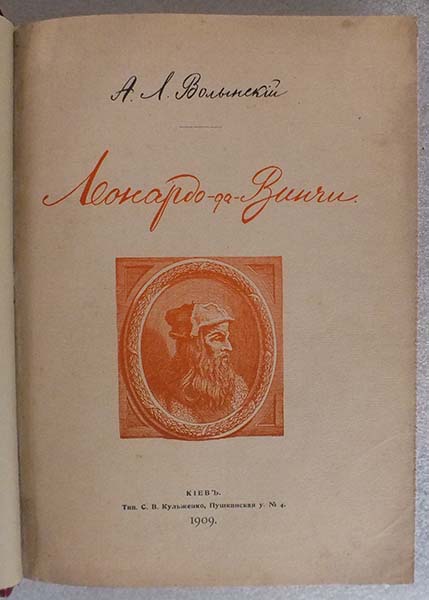 А. Л. Волынскій
Леонардо-да-Винчи.
КІЕВЪ.
Тип. С. В. Кульженко, Пушкинская у. № 4.
1909.